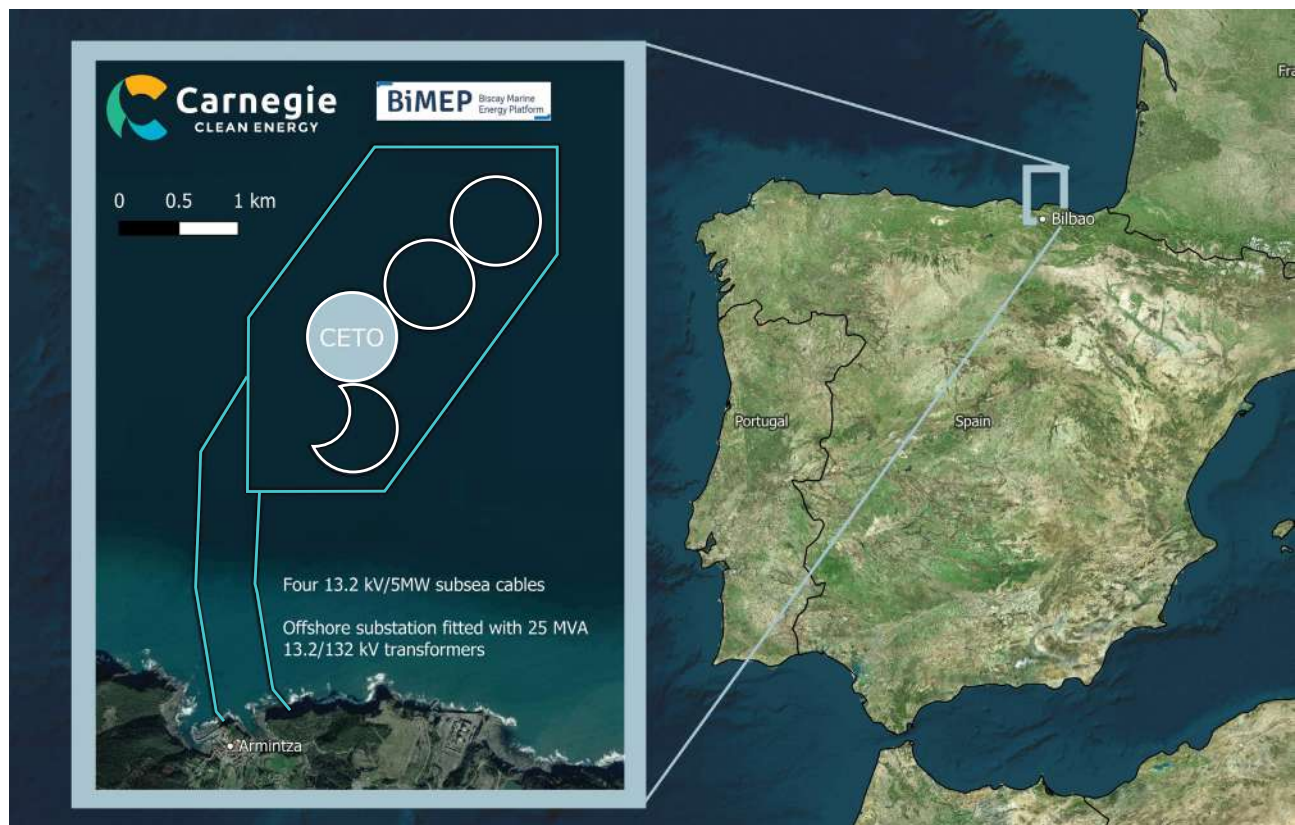 Carnegie
CLEAN ENERGY
BiMEP
Biscay Marine
Energy Platform
0 0.5 1 km
CETO
Four 13.2 kV/5MW subsea cables
Offshore substation fitted with 25 MVA
13.2/132 kV transformers
Armintza
Fra
Bilbao
Portugal
Spain